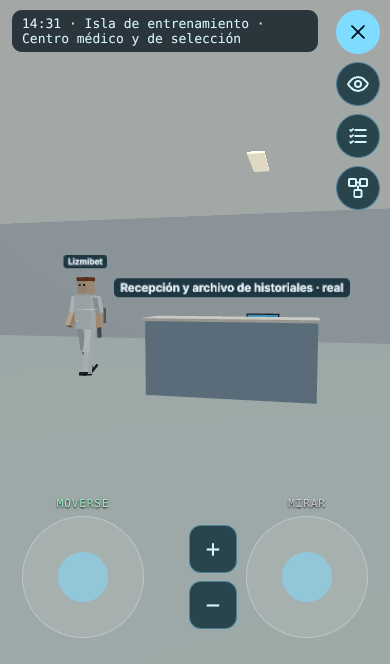 14:31 · Isla de entrenamiento ·
Centro médico y de selección
Lizmibet
Recepción y archivo de historiales · real
MOVERSE
MIRAR
+
−